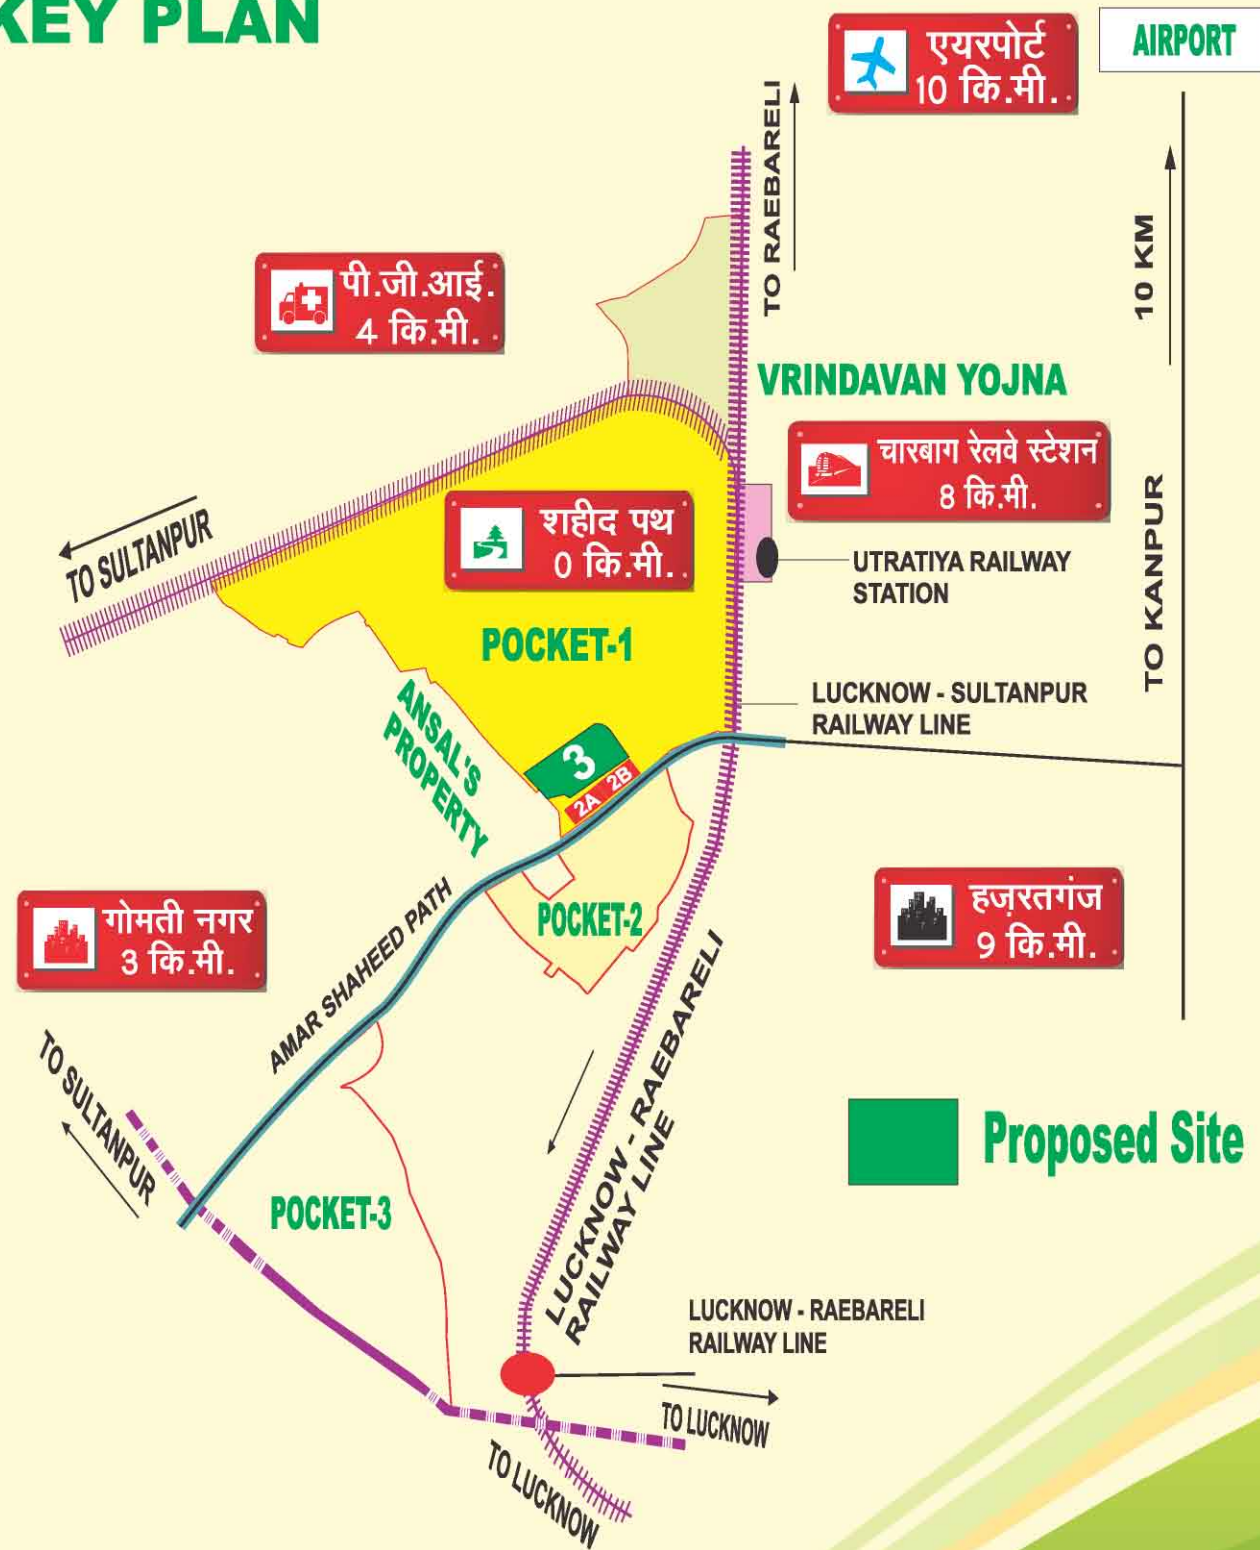 KEY PLAN
एयरपोर्ट
10 कि.मी.
AIRPORT
TO RAEBARELI
10 KM
पी.जी.आई.
4 कि.मी.
VRINDAVAN YOJNA
चारबाग रेलवे स्टेशन
8 कि.मी.
TO SULTANPUR
शहीद पथ
0 कि.मी.
UTRATIYA RAILWAY
STATION
TO KANPUR
POCKET-1
LUCKNOW - SULTANPUR
RAILWAY LINE
ANSAL'S
PROPERTY
3
2A 2B
गोमती नगर
3 कि.मी.
AMAR SHAHEED PATH
POCKET-2
हज़रतगंज
9 कि.मी.
TO SULTANPUR
LUCKNOW - RAEBARELI
RAILWAY LINE
Proposed Site
POCKET-3
LUCKNOW - RAEBARELI
RAILWAY LINE
TO LUCKNOW
TO LUCKNOW